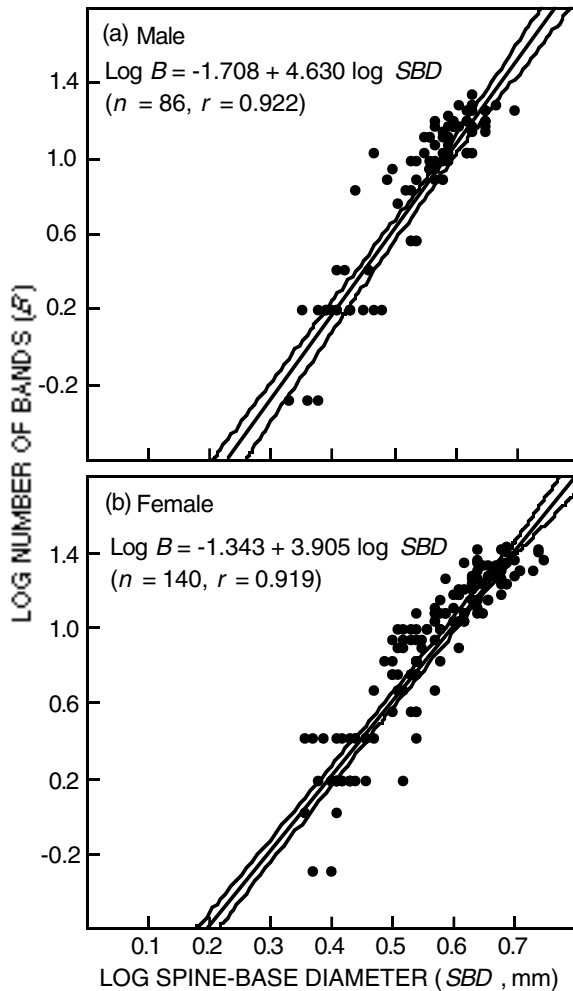 (a) Male
Log B = -1.708 + 4.630 log SBD
(n = 86, r = 0.922)
1.4
1.0
0.6
0.2
-0.2
LOG NUMBER OF BANDS (B)
(b) Female
Log B = -1.343 + 3.905 log SBD
(n = 140, r = 0.919)
1.4
1.0
0.6
0.2
-0.2
0.1 0.2 0.3 0.4 0.5 0.6 0.7
LOG SPINE-BASE DIAMETER (SBD , mm)